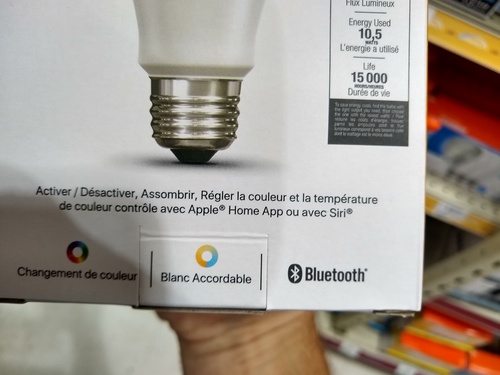 Flux Lumineux
Energy Used
10,5
WATTS
L'energie a utilisé
Life
15 000
HOURS/HEURES
Durée de vie
Activer / Désactiver, Assombrir, Régler la couleur et la température
de couleur contrôle avec Apple® Home App ou avec Siri®
Changement de couleur
Blanc Accordable
Bluetooth®